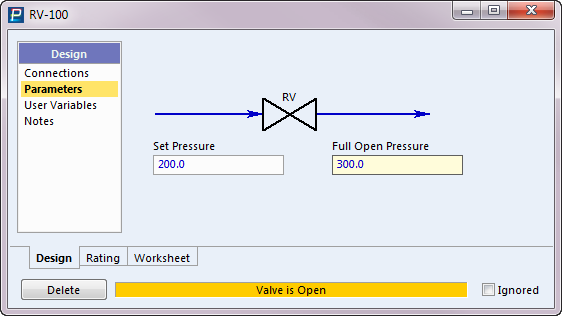 RV-100
Design
Connections
Parameters
User Variables
Notes
RV
Set Pressure
Full Open Pressure
200.0
300.0
Design
Rating
Worksheet
Delete
Valve is Open
Ignored